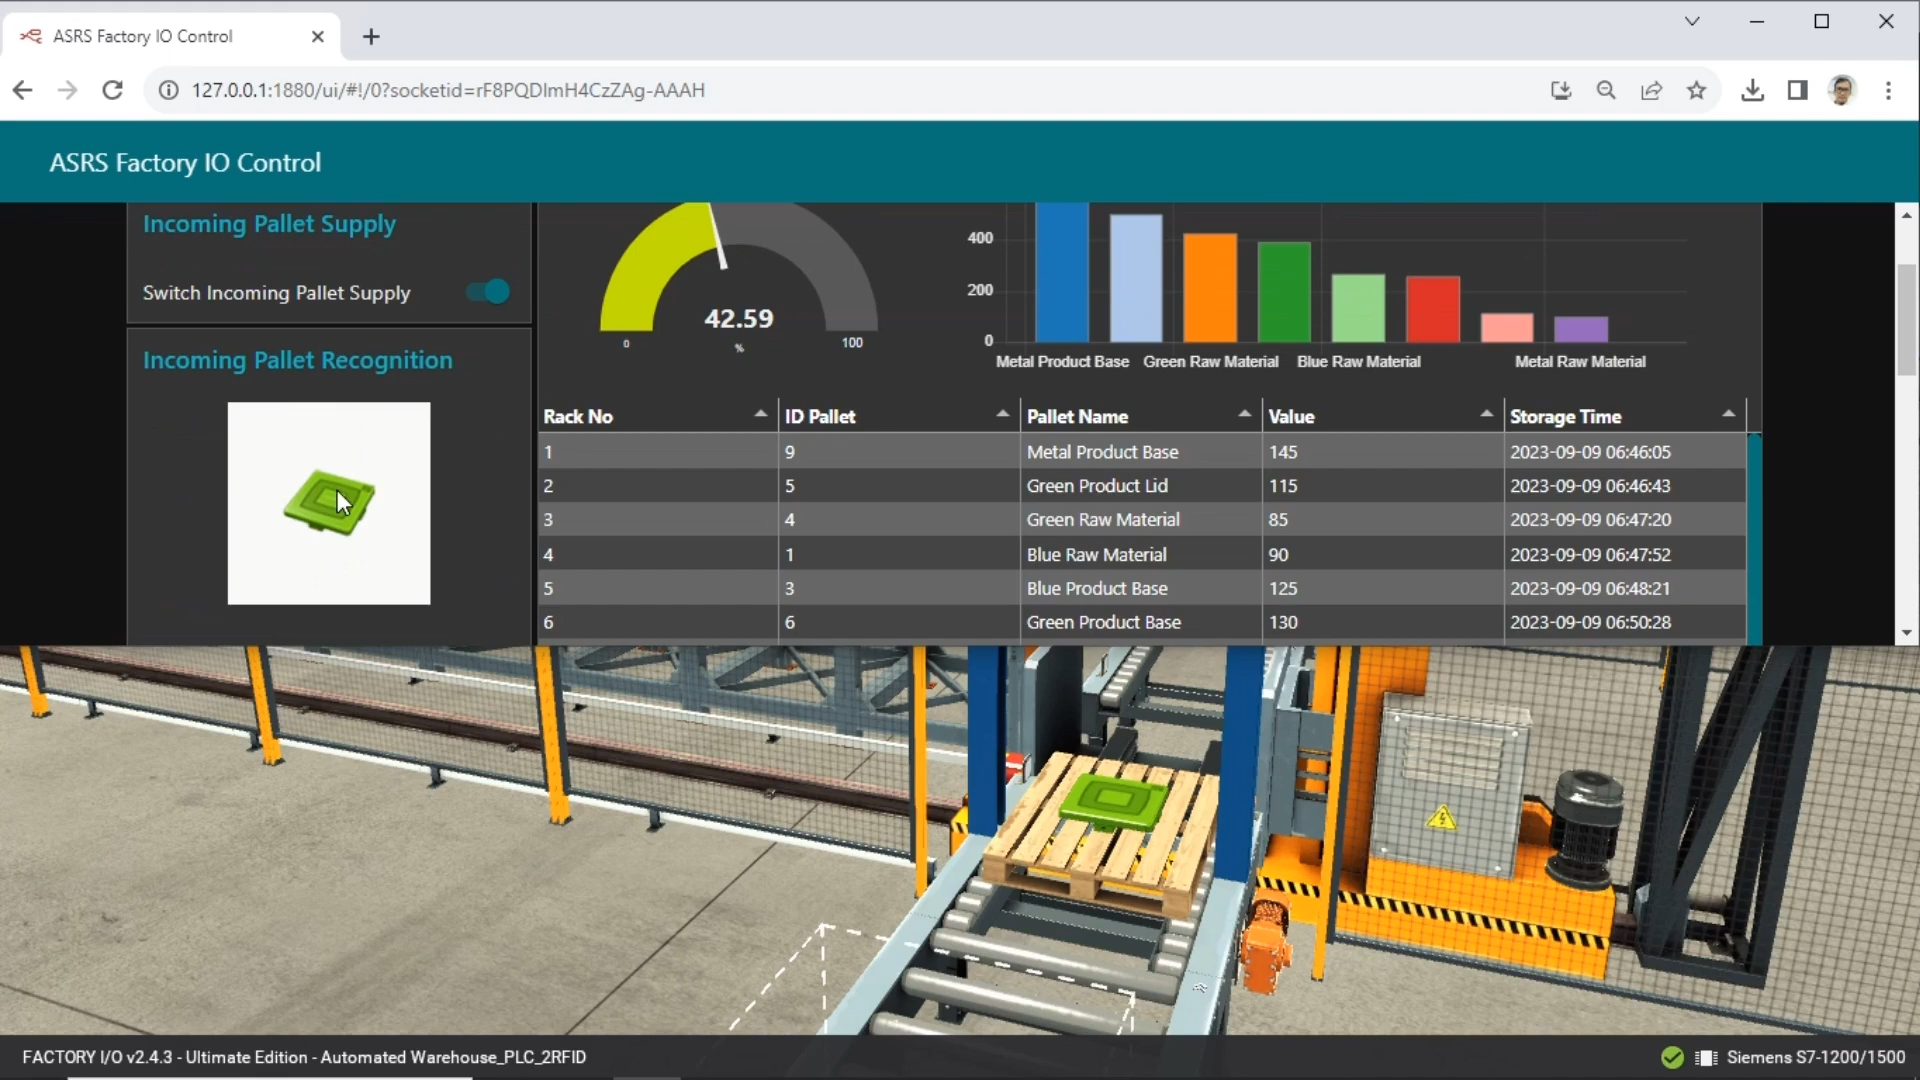 ASRS Factory IO Control
127.0.0.1:1880/ui/#!/0?socketid=rF8PQDImH4CzZAg-AAAH
ASRS Factory IO Control
Incoming Pallet Supply
Switch Incoming Pallet Supply
Incoming Pallet Recognition
42.59
0
%
100
400
200
0
Metal Product Base
Green Raw Material
Blue Raw Material
Metal Raw Material
Rack No ID Pallet Pallet Name Value Storage Time
1 9 Metal Product Base 145 2023-09-09 06:46:05
2 5 Green Product Lid 115 2023-09-09 06:46:43
3 4 Green Raw Material 85 2023-09-09 06:47:20
4 1 Blue Raw Material 90 2023-09-09 06:47:52
5 3 Blue Product Base 125 2023-09-09 06:48:21
6 6 Green Product Base 130 2023-09-09 06:50:28
FACTORY I/O v2.4.3 - Ultimate Edition - Automated Warehouse_PLC_2RFID
Siemens S7-1200/1500